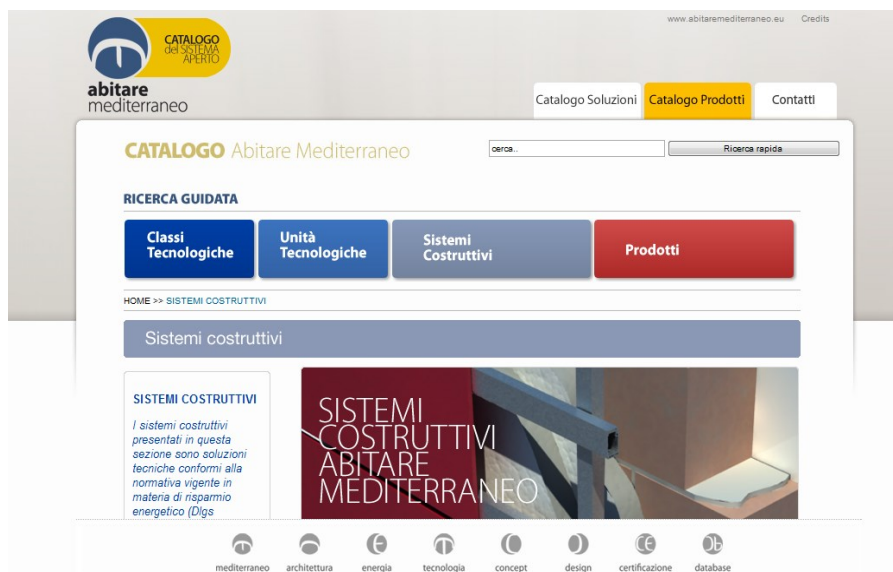 www.abitaremediterraneo.eu Credits
CATALOGO
del SISTEMA
APERTO
abitare
mediterraneo
Catalogo Soluzioni Catalogo Prodotti Contatti
CATALOGO Abitare Mediterraneo
cerca.. Ricerca rapida
RICERCA GUIDATA
Classi
Tecnologiche
Unità
Tecnologiche
Sistemi
Costruttivi
Prodotti
HOME >> SISTEMI COSTRUTTIVI
Sistemi costruttivi
SISTEMI COSTRUTTIVI
I sistemi costruttivi
presentati in questa
sezione sono soluzioni
tecniche conformi alla
normativa vigente in
materia di risparmio
energetico (Dlgs
SISTEMI
COSTRUTTIVI
ABITARE
MEDITERRANEO
mediterraneo architettura energia tecnologia concept design certificazione database